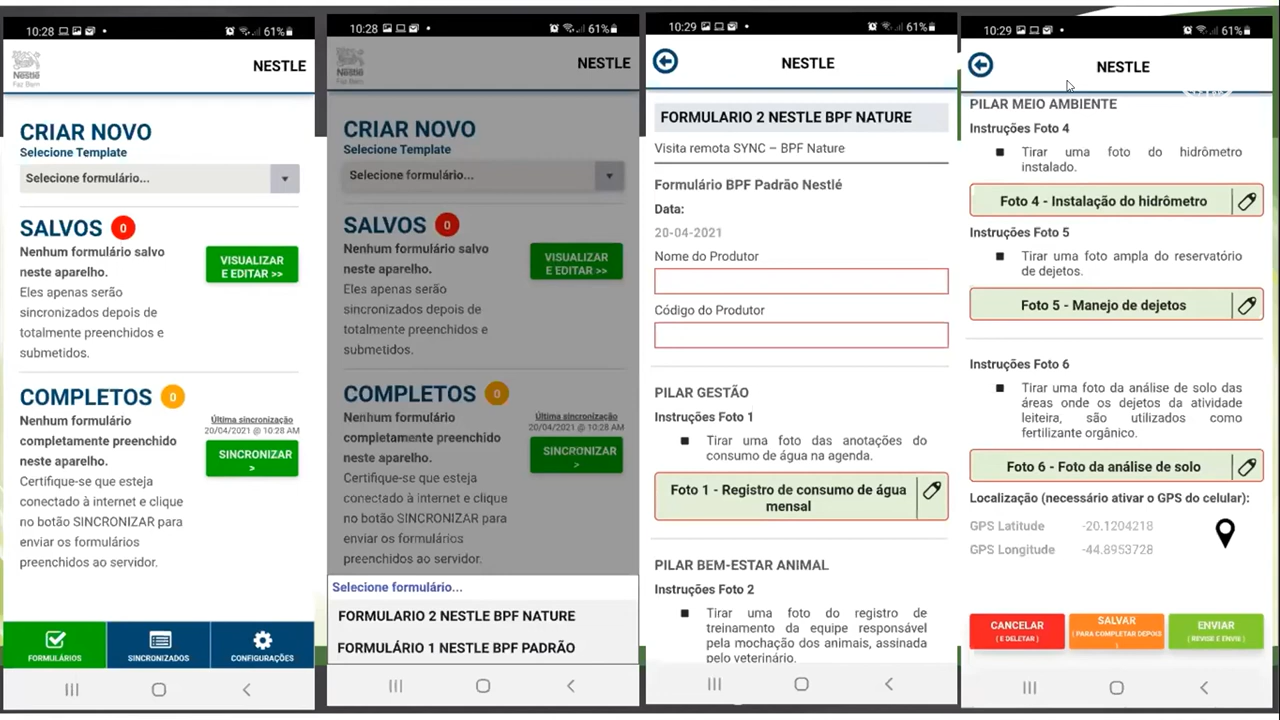 10:28
61%
Nestlé
Faz Bem
NESTLE
CRIAR NOVO
Selecione Template
Selecione formulário...
SALVOS 0
Nenhum formulário salvo
neste aparelho.
Eles apenas serão
sincronizados depois de
totalmente preenchidos e
submetidos.
VISUALIZAR
E EDITAR >>
COMPLETOS 0
Nenhum formulário
completamente preenchido
neste aparelho.
Certifique-se que esteja
conectado à internet e clique
no botão SINCRONIZAR para
enviar os formulários
preenchidos ao servidor.
Última sincronização
20/04/2021 @ 10:28 AM
SINCRONIZAR
>
FORMULÁRIOS
SINCRONIZADOS
CONFIGURAÇÕES
10:28
61%
Nestlé
Faz Bem
NESTLE
CRIAR NOVO
Selecione Template
Selecione formulário...
SALVOS 0
Nenhum formulário salvo
neste aparelho.
Eles apenas serão
sincronizados depois de
totalmente preenchidos e
submetidos.
VISUALIZAR
E EDITAR >>
COMPLETOS 0
Nenhum formulário
completamente preenchido
neste aparelho.
Certifique-se que esteja
conectado à internet e clique
no botão SINCRONIZAR para
enviar os formulários
preenchidos ao servidor.
Última sincronização
20/04/2021 @ 10:28 AM
SINCRONIZAR
>
Selecione formulário...
FORMULARIO 2 NESTLE BPF NATURE
FORMULÁRIO 1 NESTLE BPF PADRÃO
10:29
61%
NESTLE
FORMULARIO 2 NESTLE BPF NATURE
Visita remota SYNC – BPF Nature
Formulário BPF Padrão Nestlé
Data:
20-04-2021
Nome do Produtor
Código do Produtor
PILAR GESTÃO
Instruções Foto 1
Tirar uma foto das anotações do
consumo de água na agenda.
Foto 1 - Registro de consumo de água
mensal
PILAR BEM-ESTAR ANIMAL
Instruções Foto 2
Tirar uma foto do registro de
treinamento da equipe responsável
pela mochação dos animais, assinada
pelo veterinário.
10:29
61%
NESTLE
PILAR MEIO AMBIENTE
Instruções Foto 4
Tirar uma foto do hidrômetro
instalado.
Foto 4 - Instalação do hidrômetro
Instruções Foto 5
Tirar uma foto ampla do reservatório
de dejetos.
Foto 5 - Manejo de dejetos
Instruções Foto 6
Tirar uma foto da análise de solo das
áreas onde os dejetos da atividade
leiteira, são utilizados como
fertilizante orgânico.
Foto 6 - Foto da análise de solo
Localização (necessário ativar o GPS do celular):
GPS Latitude -20.1204218
GPS Longitude -44.8953728
CANCELAR
( E DELETAR )
SALVAR
( PARA COMPLETAR DEPOIS
)
ENVIAR
( REVISE E ENVIE )